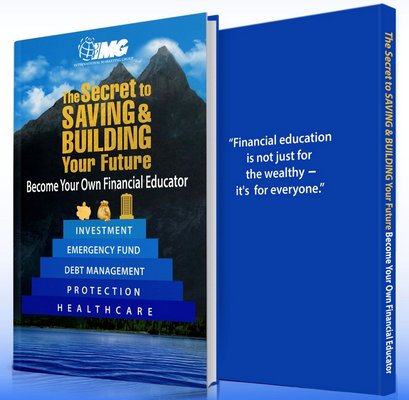 IMG
INTERNATIONAL MARKETING GROUP
The Secret to
SAVING &
BUILDING
Your Future
Become Your Own Financial Educator
INVESTMENT
EMERGENCY FUND
DEBT MANAGEMENT
PROTECTION
HEALTHCARE
“Financial education
is not just for
the wealthy –
it's for everyone.”
The Secret to SAVING & BUILDING Your Future Become Your Own Financial Educator